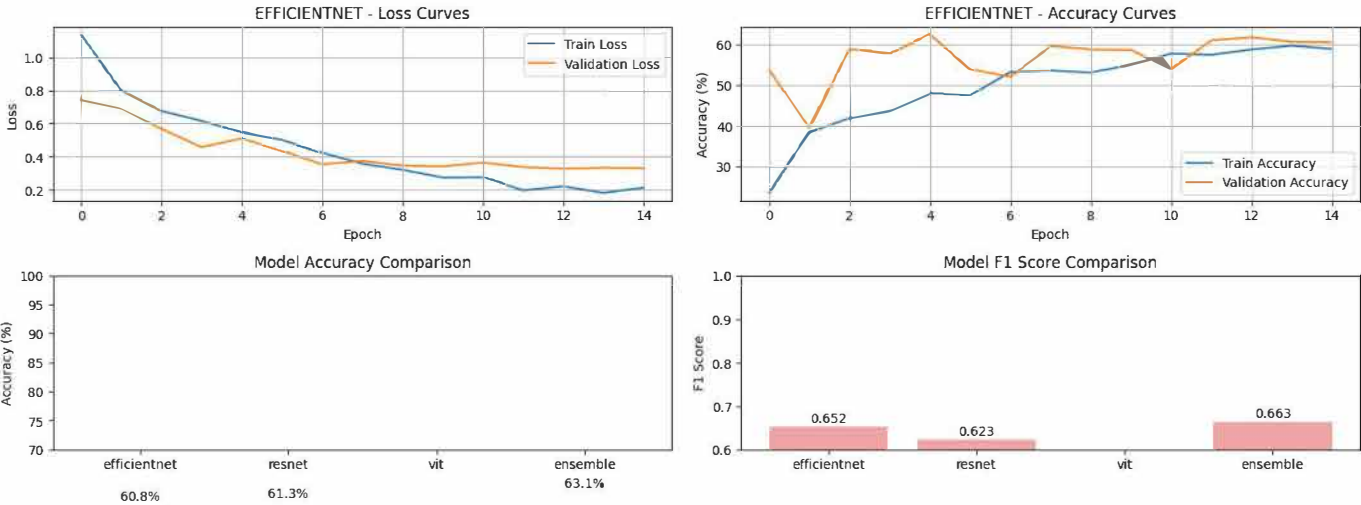 EFFICIENTNET - Loss Curves
1.0
0.8
0.6
0.4
0.2
Loss
Train Loss
Validation Loss
0 2 4 6 8 10 12 14
Epoch
EFFICIENTNET - Accuracy Curves
60
50
40
30
Accuracy (%)
Train Accuracy
Validation Accuracy
0 2 4 6 8 10 12 14
Epoch
Model Accuracy Comparison
100
95
90
85
80
75
70
Accuracy (%)
efficientnet resnet vit ensemble
60.8% 61.3% 63.1%
Model F1 Score Comparison
1.0
0.9
0.8
0.7
0.6
F1 Score
0.652 0.623 0.663
efficientnet resnet vit ensemble